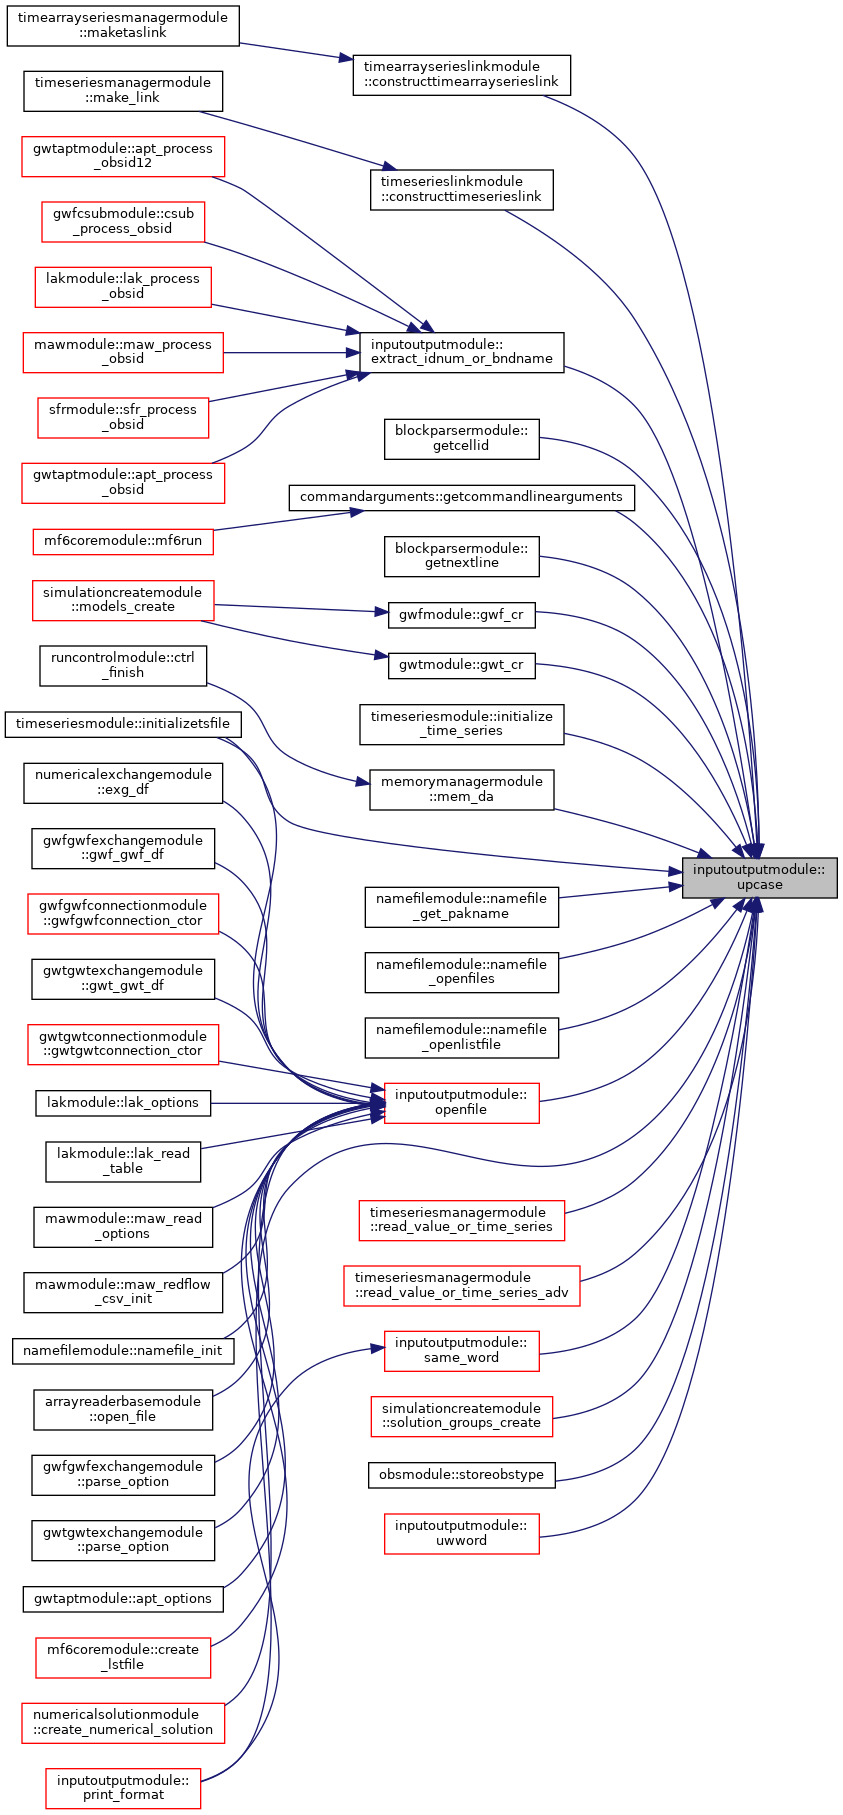 timearrayseriesmanagermodule
::maketaslink
timeseriesmanagermodule
::make_link
gwtaptmodule::apt_process
_obsid12
gwfcsubmodule::csub
_process_obsid
lakmodule::lak_process
_obsid
mawmodule::maw_process
_obsid
sfrmodule::sfr_process
_obsid
gwtaptmodule::apt_process
_obsid
mf6coremodule::mf6run
simulationcreatemodule
::models_create
runcontrolmodule::ctrl
_finish
timeseriesmodule::initializetsfile
numericalexchangemodule
::exg_df
gwfgwfexchangemodule
::gwf_gwf_df
gwfgwfconnectionmodule
::gwfgwfconnection_ctor
gwtgwtexchangemodule
::gwt_gwt_df
gwtgwtconnectionmodule
::gwtgwtconnection_ctor
lakmodule::lak_options
lakmodule::lak_read
_table
mawmodule::maw_read
_options
mawmodule::maw_redflow
_csv_init
namefilemodule::namefile_init
arrayreaderbasemodule
::open_file
gwfgwfexchangemodule
::parse_option
gwtgwtexchangemodule
::parse_option
gwtaptmodule::apt_options
mf6coremodule::create
_lstfile
numericalsolutionmodule
::create_numerical_solution
inputoutputmodule::
print_format
timearrayserieslinkmodule
::constructtimearrayserieslink
timeserieslinkmodule
::constructtimeserieslink
inputoutputmodule::
extract_idnum_or_bndname
blockparsermodule::
getcellid
commandarguments::getcommandlinearguments
blockparsermodule::
getnextline
gwfmodule::gwf_cr
gwtmodule::gwt_cr
timeseriesmodule::initialize
_time_series
memorymanagermodule
::mem_da
namefilemodule::namefile
_get_pakname
namefilemodule::namefile
_openfiles
namefilemodule::namefile
_openlistfile
inputoutputmodule::
openfile
timeseriesmanagermodule
::read_value_or_time_series
timeseriesmanagermodule
::read_value_or_time_series_adv
inputoutputmodule::
same_word
simulationcreatemodule
::solution_groups_create
obsmodule::storeobstype
inputoutputmodule::
uwword
inputoutputmodule::
upcase